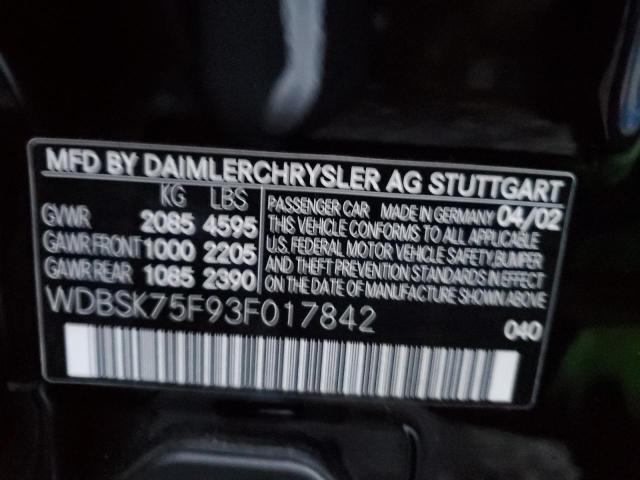 MFD BY DAIMLERCHRYSLER AG STUTTGART
KG LBS
GVWR 2085 4595
GAWR FRONT 1000 2205
GAWR REAR 1085 2390
PASSENGER CAR MADE IN GERMANY 04/02
THIS VEHICLE CONFORMS TO ALL APPLICABLE
U.S. FEDERAL MOTOR VEHICLE SAFETY, BUMPER
AND THEFT PREVENTION STANDARDS IN EFFECT
ON THE DATE OF MANUFACTURE SHOWN ABOVE.
WDBSK75F93F017842
040